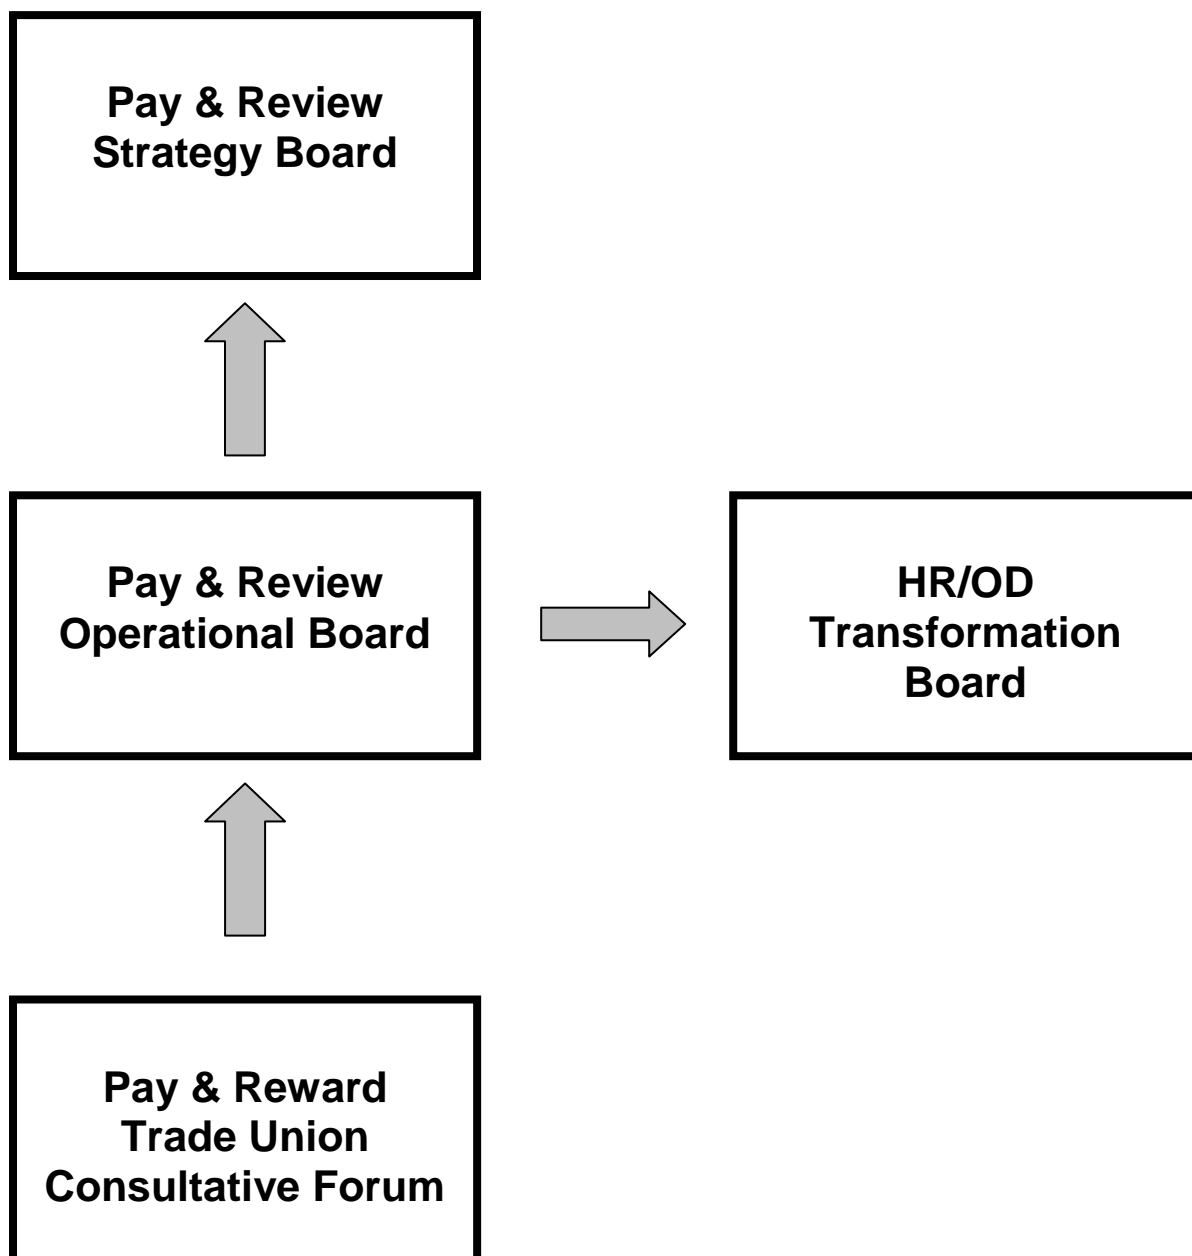 Pay & Review
Strategy Board
Pay & Review
Operational Board
HR/OD
Transformation
Board
Pay & Reward
Trade Union
Consultative Forum